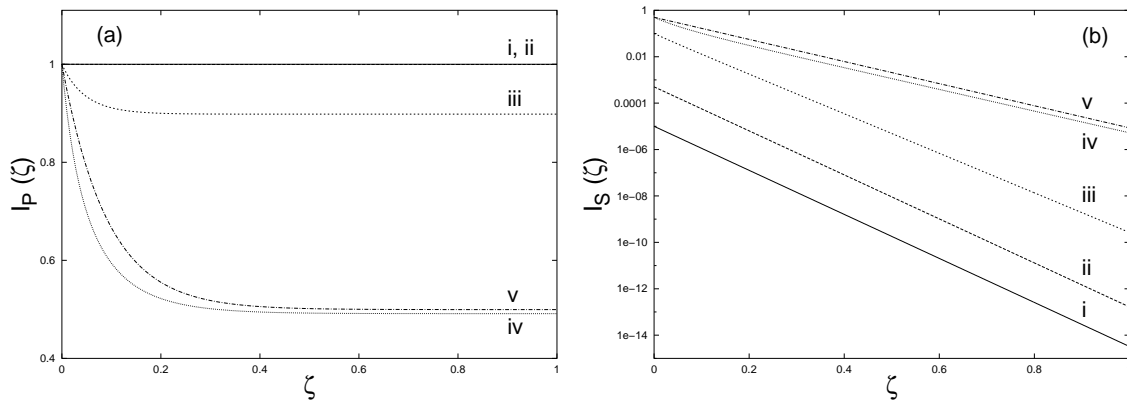 (a)
i, ii
iii
v
iv
1
0.8
0.6
0.4
0
0.2
0.4
0.6
0.8
1
I_P (ζ)
ζ
(b)
v
iv
iii
ii
i
1
0.01
0.0001
1e-06
1e-08
1e-10
1e-12
1e-14
0
0.2
0.4
0.6
0.8
I_S (ζ)
ζ